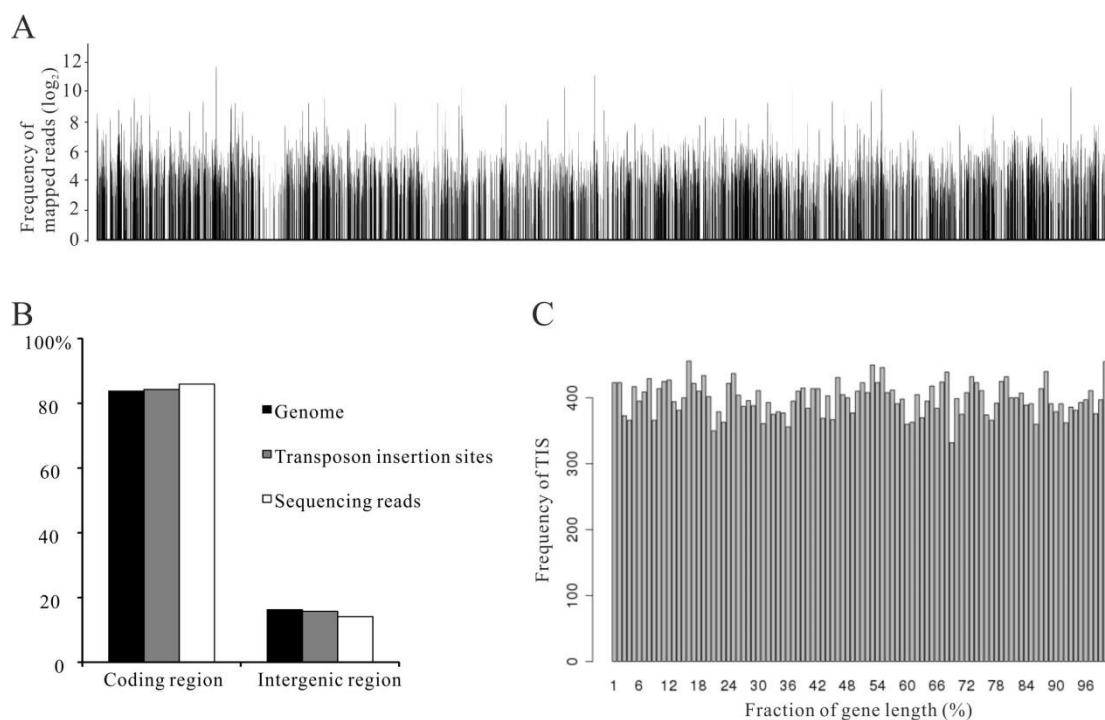 A
Frequency of
mapped reads (log₂)
12
10
8
6
4
2
0
B
100%
80
60
40
20
0
Genome
Transposon insertion sites
Sequencing reads
Coding region
Intergenic region
C
Frequency of TIS
400
300
200
100
0
1 6 12 18 24 30 36 42 48 54 60 66 72 78 84 90 96
Fraction of gene length (%)